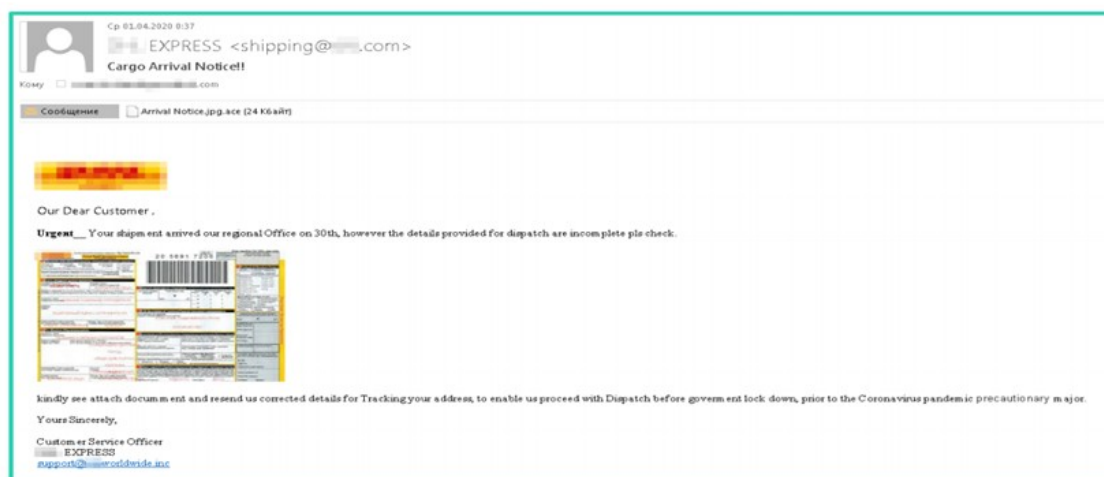 Ср 01.04.2020 0:37
EXPRESS <shipping@ .com>
Cargo Arrival Notice!!
Кому .com
Сообщение Arrival Notice.jpg.ace (24 Кбайт)
Our Dear Customer ,
Urgent__ Your shipment arrived our regional Office on 30th, however the details provided for dispatch are incomplete pls check.
kindly see attach documment and resend us corrected details for Tracking your address, to enable us proceed with Dispatch before goverment lock down, prior to the Coronavirus pandemic precautionary major.
Yours Sincerely,
Customer Service Officer
EXPRESS
support@ worldwide.inc